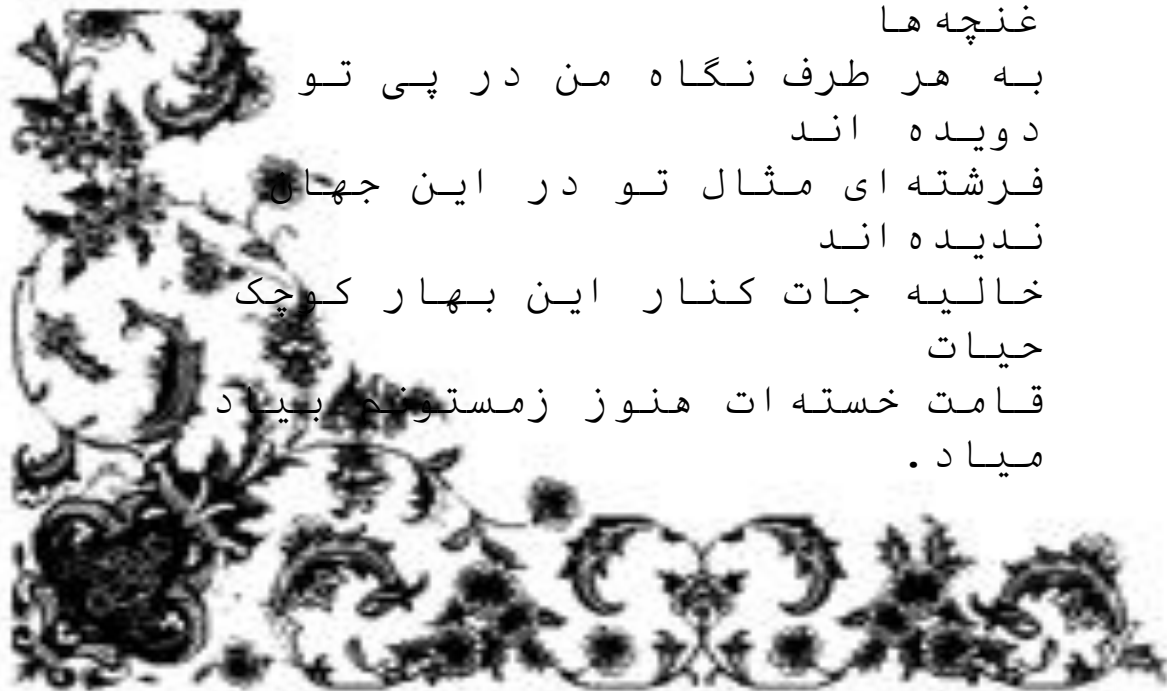 غنچه ها
به هر طرف نگاه من در پی تو
دویده اند
فرشته ای مثال تو در این جهان
ندیده اند
خالیه جات کنار این بهار کوچک
حیات
قامت خسته ات هنوز زمستونم بیاد
میاد.